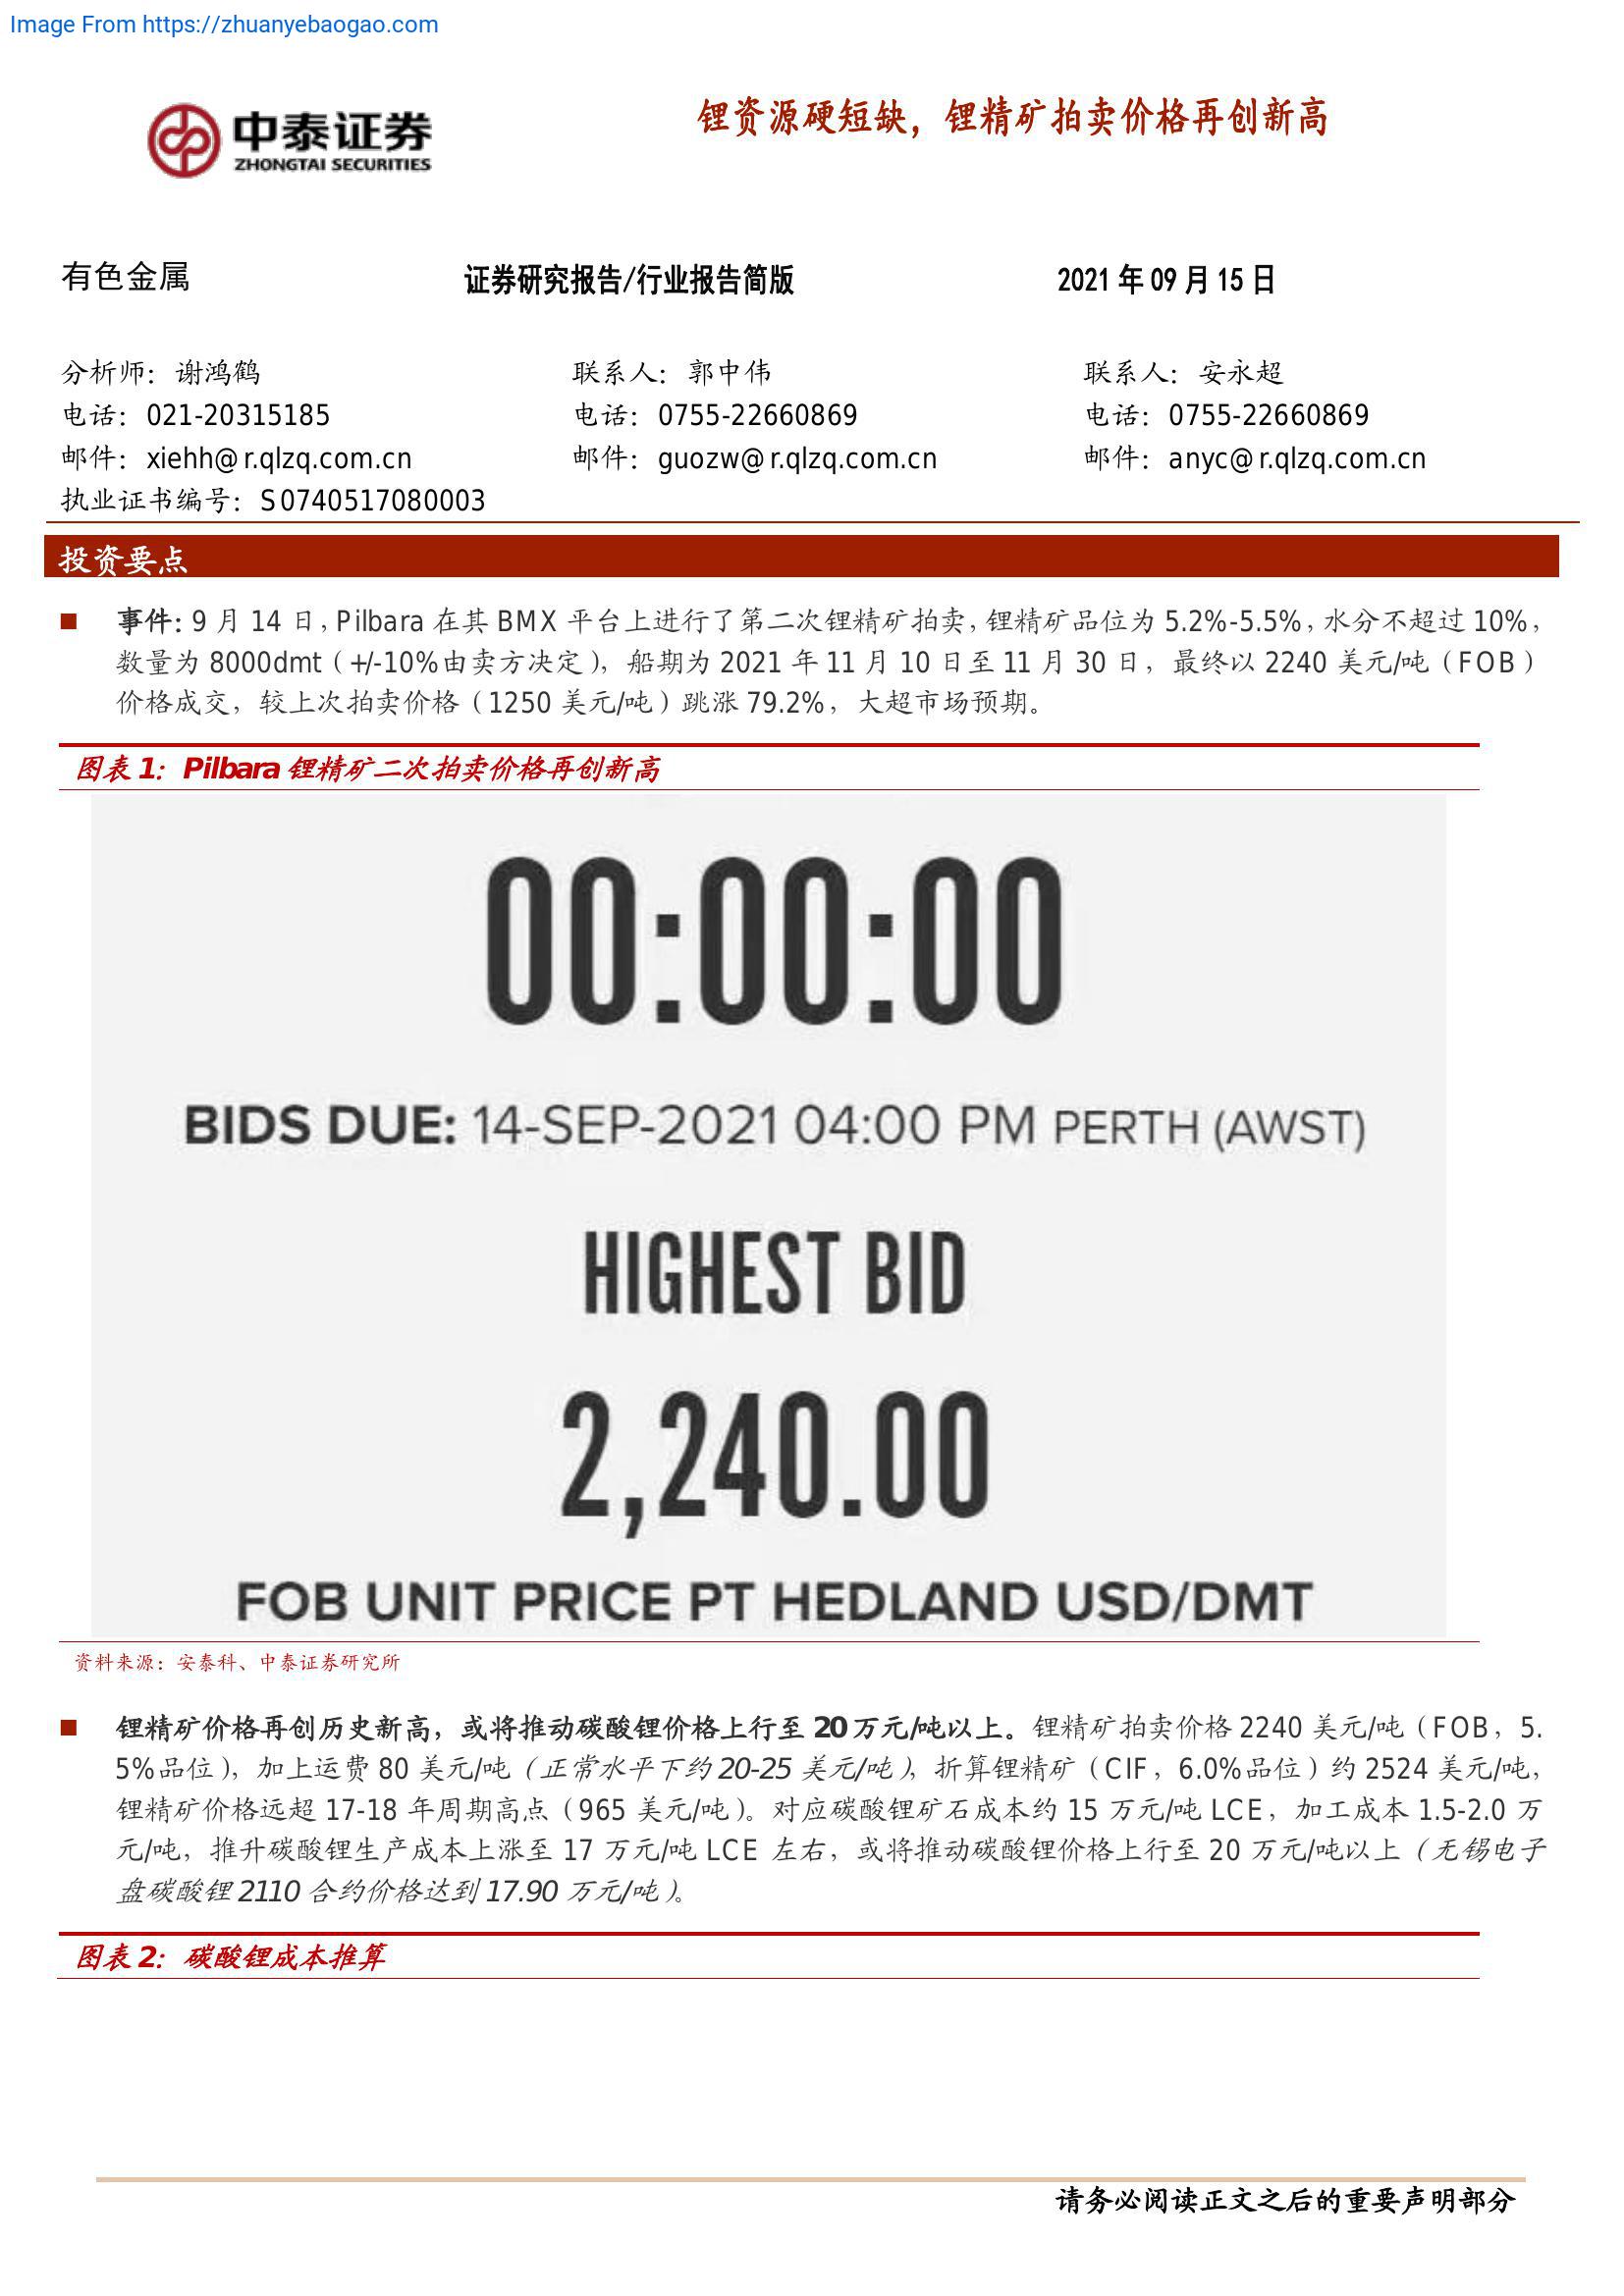 Image From https://zhuanyebaogao.com
中泰证券
ZHONGTAI SECURITIES
锂资源硬短缺，锂精矿拍卖价格再创新高
有色金属 证券研究报告/行业报告简版 2021 年 09 月 15 日
分析师：谢鸿鹤 联系人：郭中伟 联系人：安永超
电话：021-20315185 电话：0755-22660869 电话：0755-22660869
邮件：xiehh@r.qlzq.com.cn 邮件：guozw@r.qlzq.com.cn 邮件：anyc@r.qlzq.com.cn
执业证书编号：S0740517080003
投资要点
■ 事件：9 月 14 日，Pilbara 在其 BMX 平台上进行了第二次锂精矿拍卖，锂精矿品位为 5.2%-5.5%，水分不超过 10%，
数量为 8000dmt（+/-10%由卖方决定），船期为 2021 年 11 月 10 日至 11 月 30 日，最终以 2240 美元/吨（FOB）
价格成交，较上次拍卖价格（1250 美元/吨）跳涨 79.2%，大超市场预期。
图表 1：Pilbara 锂精矿二次拍卖价格再创新高
00:00:00
BIDS DUE: 14-SEP-2021 04:00 PM PERTH (AWST)
HIGHEST BID
2,240.00
FOB UNIT PRICE PT HEDLAND USD/DMT
资料来源：安泰科、中泰证券研究所
■ 锂精矿价格再创历史新高，或将推动碳酸锂价格上行至 20 万元/吨以上。锂精矿拍卖价格 2240 美元/吨（FOB，5.
5%品位），加上运费 80 美元/吨（正常水平下约 20-25 美元/吨），折算锂精矿（CIF，6.0%品位）约 2524 美元/吨，
锂精矿价格远超 17-18 年周期高点（965 美元/吨）。对应碳酸锂矿石成本约 15 万元/吨 LCE，加工成本 1.5-2.0 万
元/吨，推升碳酸锂生产成本上涨至 17 万元/吨 LCE 左右，或将推动碳酸锂价格上行至 20 万元/吨以上（无锡电子
盘碳酸锂 2110 合约价格达到 17.90 万元/吨）。
图表 2：碳酸锂成本推算
请务必阅读正文之后的重要声明部分